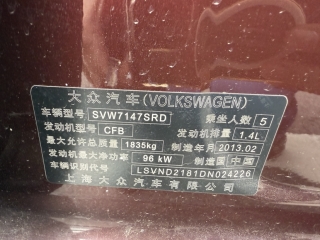 大众汽车(VOLKSWAGEN)
车辆型号 SVW7147SRD 乘坐人数 5
发动机型号 CFB 发动机排量 1.4L
最大允许总质量 1835kg 制造年月 2013.02
发动机最大净功率 96 kW 制造国 中国
车辆识别代号 LSVND2181DN024226
上海大众汽车有限公司